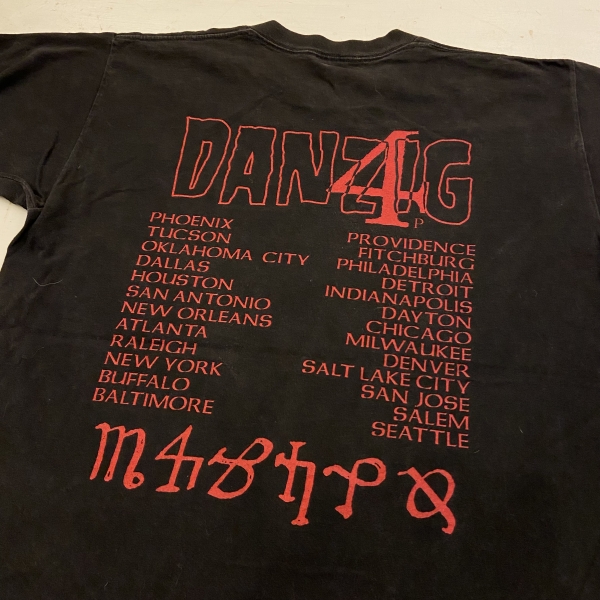 DANZIG
4
P
PHOENIX
TUCSON
OKLAHOMA CITY
DALLAS
HOUSTON
SAN ANTONIO
NEW ORLEANS
ATLANTA
RALEIGH
NEW YORK
BUFFALO
BALTIMORE
PROVIDENCE
FITCHBURG
PHILADELPHIA
DETROIT
INDIANAPOLIS
DAYTON
CHICAGO
MILWAUKEE
DENVER
SALT LAKE CITY
SAN JOSE
SALEM
SEATTLE